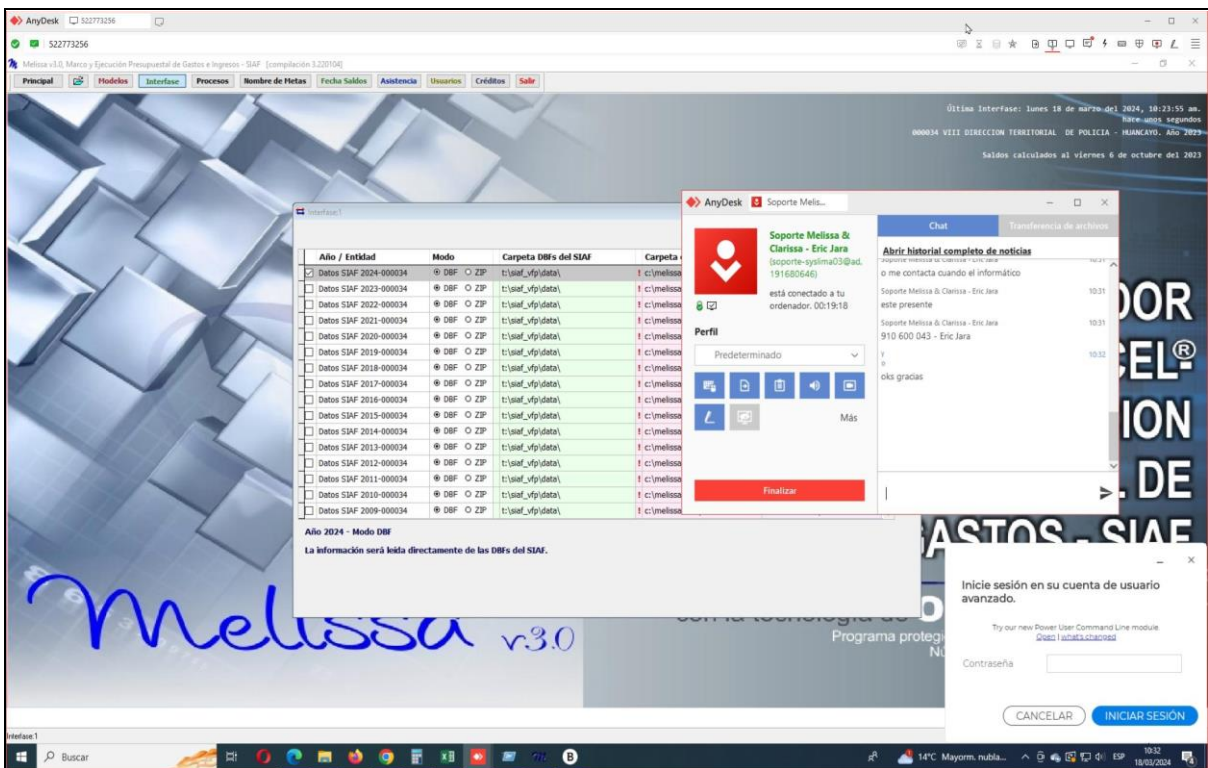 AnyDesk 522773256
522773256
Melissa v3.0, Marco y Ejecución Presupuestal de Gastos e Ingresos - SIAF [compilación 3.220104]
Principal Modelos Interfase Procesos Nombre de Metas Fecha Saldos Asistencia Usuarios Créditos Salir
Última Interfase: lunes 18 de marzo del 2024, 10:23:55 am.
hace unos segundos
000034 VIII DIRECCION TERRITORIAL DE POLICIA - HUANCAYO. Año 2023
Saldos calculados al viernes 6 de octubre del 2023
Interfase:1
Año / Entidad Modo Carpeta DBFs del SIAF Carpeta
Datos SIAF 2024-000034 DBF ZIP t:\siaf_vfp\data\ ! c:\melissa
Datos SIAF 2023-000034 DBF ZIP t:\siaf_vfp\data\ ! c:\melissa
Datos SIAF 2022-000034 DBF ZIP t:\siaf_vfp\data\ ! c:\melissa
Datos SIAF 2021-000034 DBF ZIP t:\siaf_vfp\data\ ! c:\melissa
Datos SIAF 2020-000034 DBF ZIP t:\siaf_vfp\data\ ! c:\melissa
Datos SIAF 2019-000034 DBF ZIP t:\siaf_vfp\data\ ! c:\melissa
Datos SIAF 2018-000034 DBF ZIP t:\siaf_vfp\data\ ! c:\melissa
Datos SIAF 2017-000034 DBF ZIP t:\siaf_vfp\data\ ! c:\melissa
Datos SIAF 2016-000034 DBF ZIP t:\siaf_vfp\data\ ! c:\melissa
Datos SIAF 2015-000034 DBF ZIP t:\siaf_vfp\data\ ! c:\melissa
Datos SIAF 2014-000034 DBF ZIP t:\siaf_vfp\data\ ! c:\melissa
Datos SIAF 2013-000034 DBF ZIP t:\siaf_vfp\data\ ! c:\melissa
Datos SIAF 2012-000034 DBF ZIP t:\siaf_vfp\data\ ! c:\melissa
Datos SIAF 2011-000034 DBF ZIP t:\siaf_vfp\data\ ! c:\melissa
Datos SIAF 2010-000034 DBF ZIP t:\siaf_vfp\data\ ! c:\melissa
Datos SIAF 2009-000034 DBF ZIP t:\siaf_vfp\data\ ! c:\melissa
Año 2024 - Modo DBF
La información será leída directamente de las DBFs del SIAF.
AnyDesk Soporte Melis...
Soporte Melissa &
Clarissa - Eric Jara
(soporte-syslima03@ad,
191680646)
está conectado a tu
ordenador. 00:19:18
Perfil
Predeterminado
Más
Finalizar
Chat Transferencia de archivos
Abrir historial completo de noticias
Soporte Melissa & Clarissa - Eric Jara 10:31
o me contacta cuando el informático
Soporte Melissa & Clarissa - Eric Jara 10:31
este presente
Soporte Melissa & Clarissa - Eric Jara 10:31
910 600 043 - Eric Jara
10:32
oks gracias
DOR
CEL®
ION
. DE
GASTOS - SIAF
con la tecnología de
Programa proteg
Melissa v3.0
Inicie sesión en su cuenta de usuario
avanzado.
Try our new Power User Command Line module.
Open | what's changed
Contraseña
CANCELAR INICIAR SESIÓN
Interfase:1
Buscar
14°C Mayorm. nubla... ESP 10:32
18/03/2024